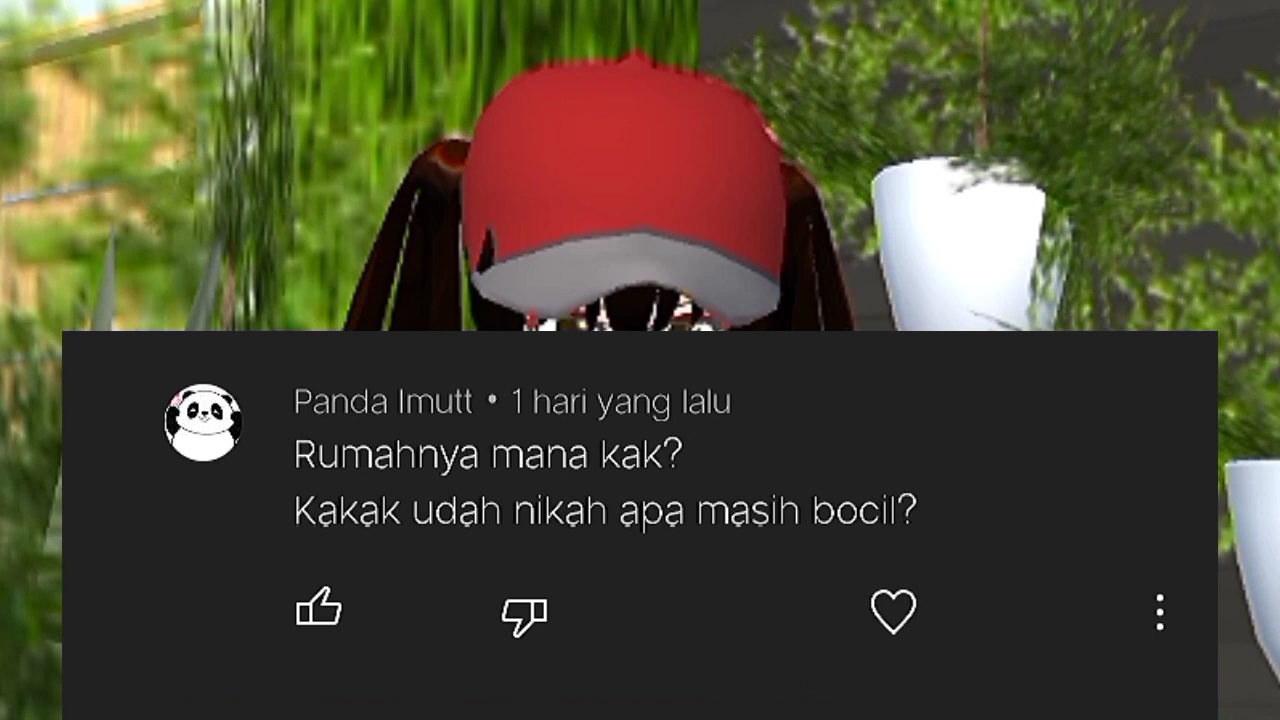 Panda Imutt • 1 hari yang lalu
Rumahnya mana kak?
Kakak udah nikah apa masih bocil?